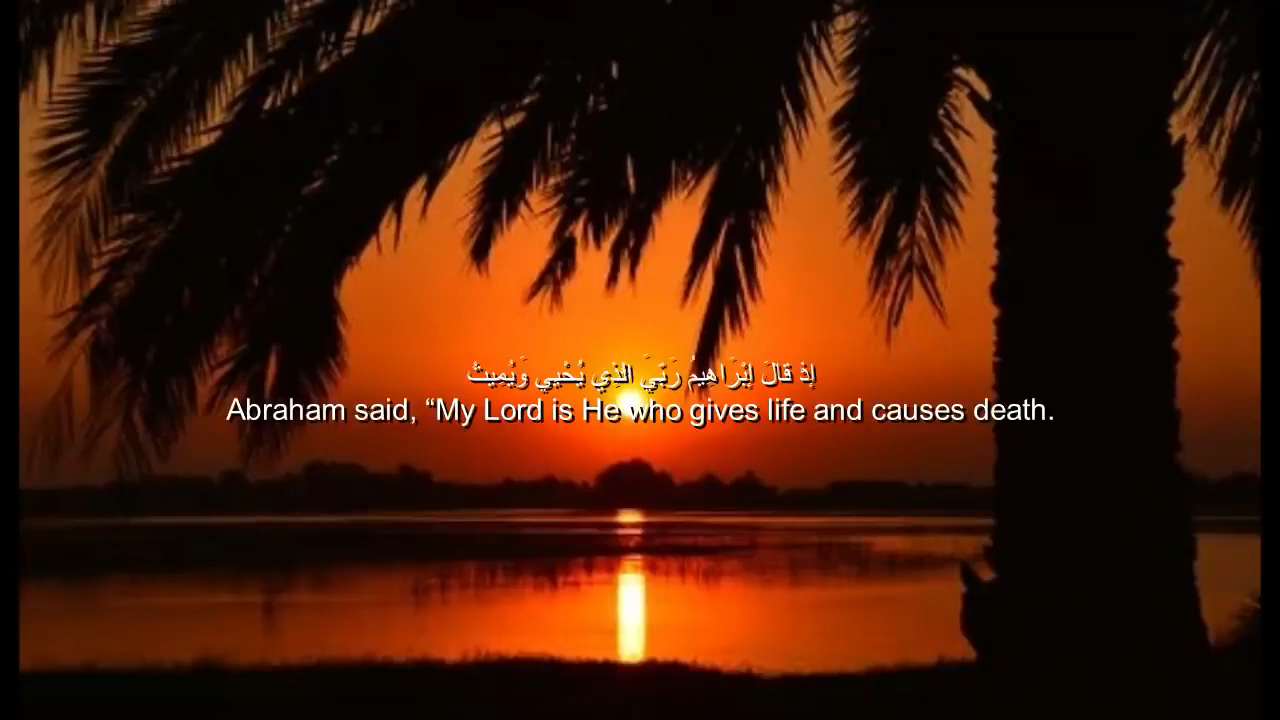 إِذْ قَالَ إِبْرَاهِيمُ رَبِّيَ الَّذِي يُحْيِي وَيُمِيتُ
Abraham said, “My Lord is He who gives life and causes death.